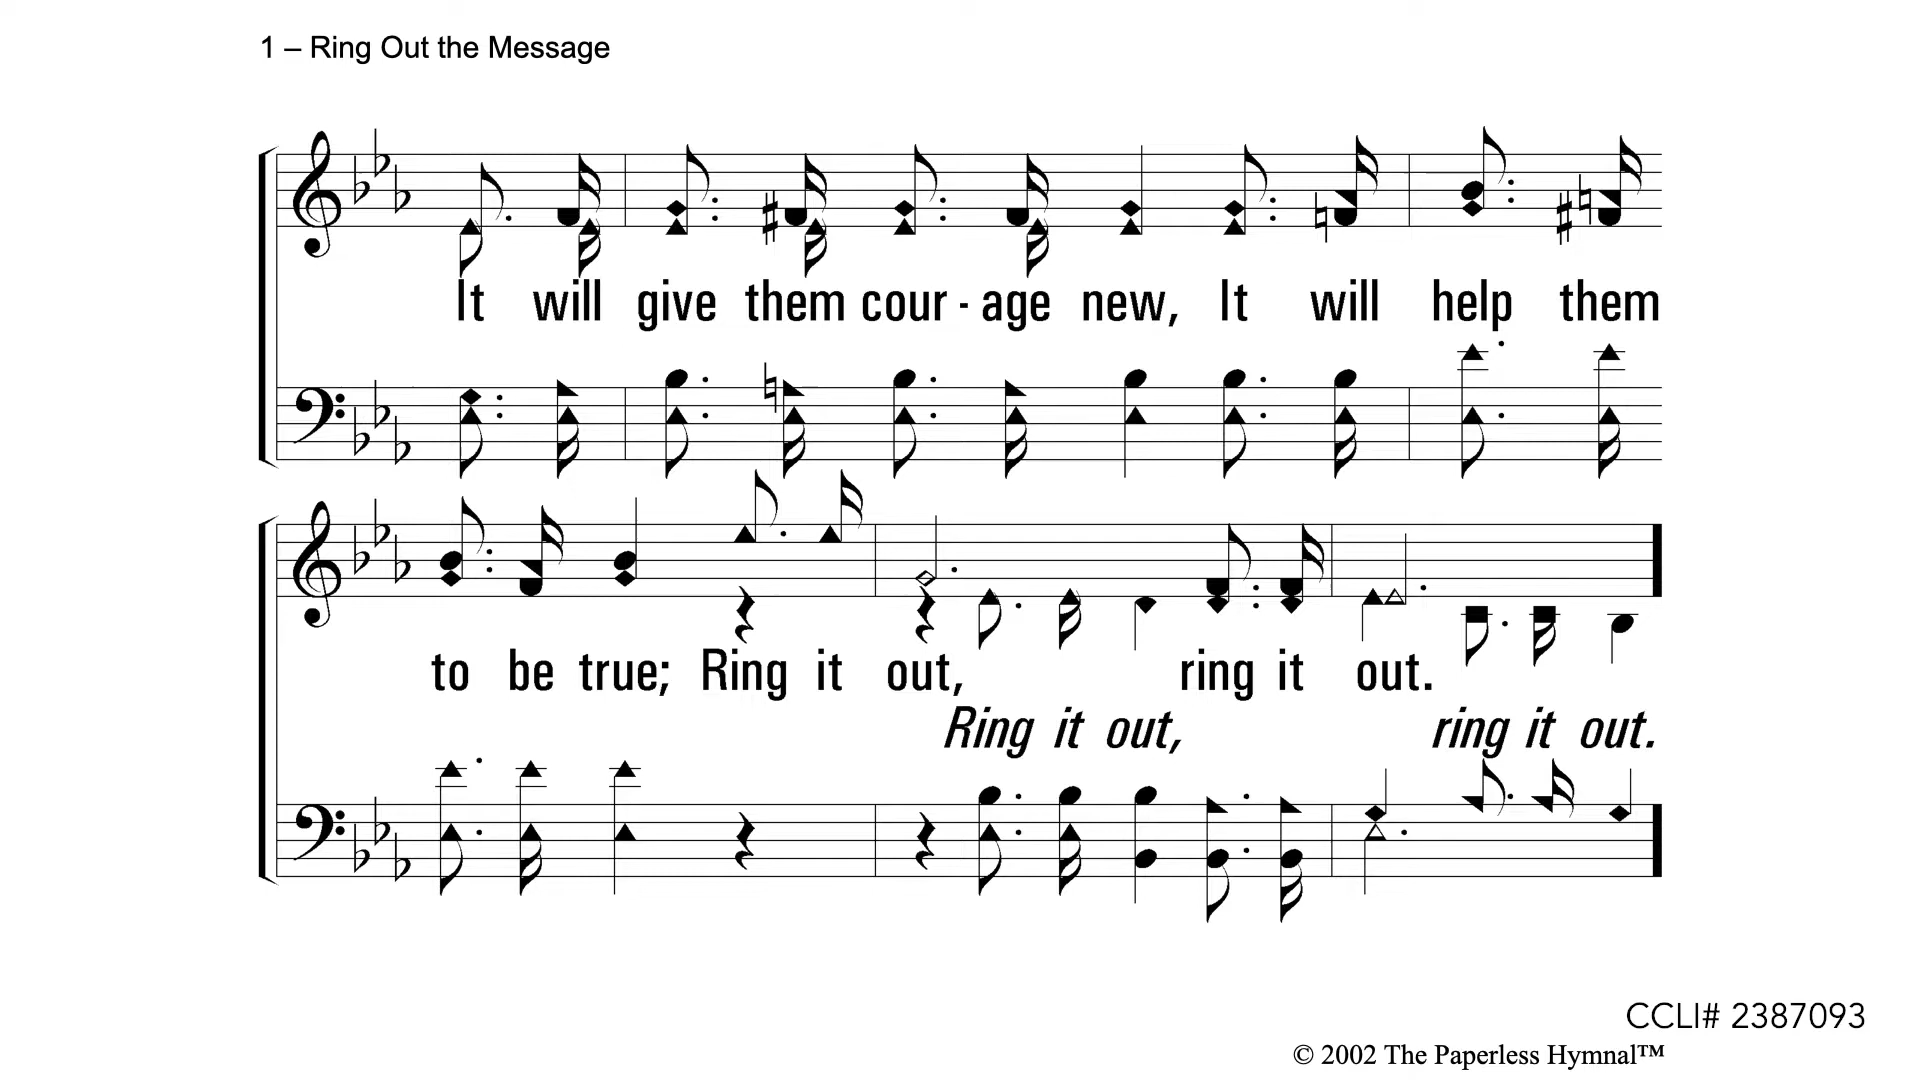 1 – Ring Out the Message
It will give them cour - age new, It will help them
to be true; Ring it out, ring it out.
Ring it out, ring it out.
CCLI# 2387093
© 2002 The Paperless Hymnal™